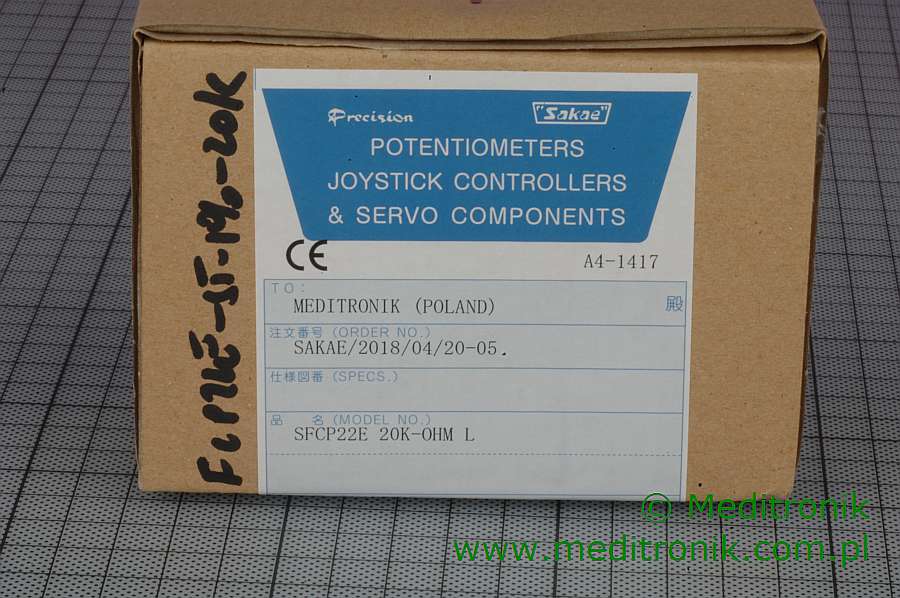 Precision "Sakae"
POTENTIOMETERS
JOYSTICK CONTROLLERS
& SERVO COMPONENTS
CE A4-1417
TO:
MEDITRONIK (POLAND) 殿
注文番号 (ORDER NO.)
SAKAE/2018/04/20-05.
仕様図番 (SPECS.)
品 名 (MODEL NO.)
SFCP22E 20K-OHM L
© Meditronik
www.meditronik.com.pl